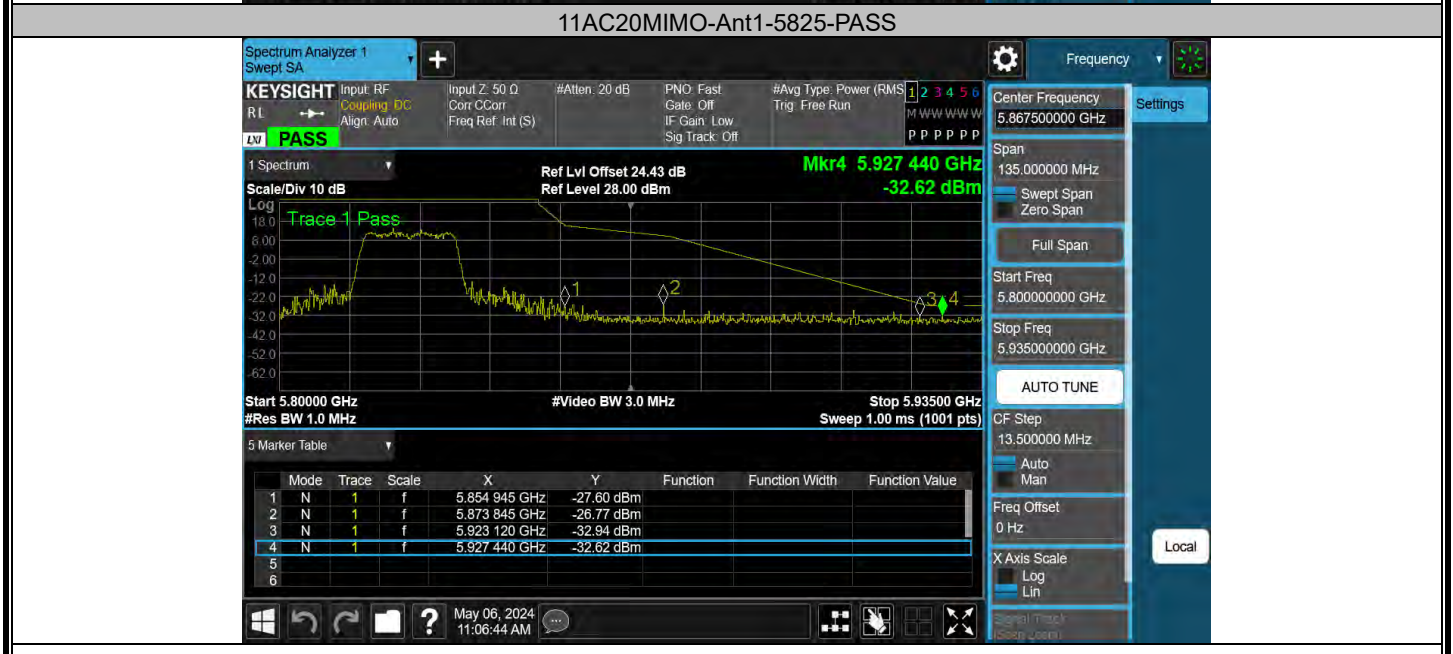 11AC20MIMO-Ant1-5825-PASS
Spectrum Analyzer 1
Swept SA
+
Frequency
KEYSIGHT
RL
LXI
PASS
Input: RF
Coupling: DC
Align: Auto
Input Z: 50 Ω
Corr CCorr
Freq Ref: Int (S)
#Atten: 20 dB
PNO: Fast
Gate: Off
IF Gain: Low
Sig Track: Off
#Avg Type: Power (RMS
Trig: Free Run
1 2 3 4 5 6
M W W W W W
P P P P P P
1 Spectrum
Scale/Div 10 dB
Ref Lvl Offset 24.43 dB
Ref Level 28.00 dBm
Mkr4 5.927 440 GHz
-32.62 dBm
Log
Trace 1 Pass
18.0
8.00
-2.00
-12.0
-22.0
-32.0
-42.0
-52.0
-62.0
1
2
3
4
Start 5.80000 GHz
#Video BW 3.0 MHz
Stop 5.93500 GHz
#Res BW 1.0 MHz
Sweep 1.00 ms (1001 pts)
5 Marker Table
Mode Trace Scale X Y Function Function Width Function Value
1 N 1 f 5.854 945 GHz -27.60 dBm
2 N 1 f 5.873 845 GHz -26.77 dBm
3 N 1 f 5.923 120 GHz -32.94 dBm
4 N 1 f 5.927 440 GHz -32.62 dBm
5
6
?
May 06, 2024
11:06:44 AM
Center Frequency
5.867500000 GHz
Settings
Span
135.000000 MHz
Swept Span
Zero Span
Full Span
Start Freq
5.800000000 GHz
Stop Freq
5.935000000 GHz
AUTO TUNE
CF Step
13.500000 MHz
Auto
Man
Freq Offset
0 Hz
X Axis Scale
Log
Lin
Signal Track
(Span Zoom)
Local